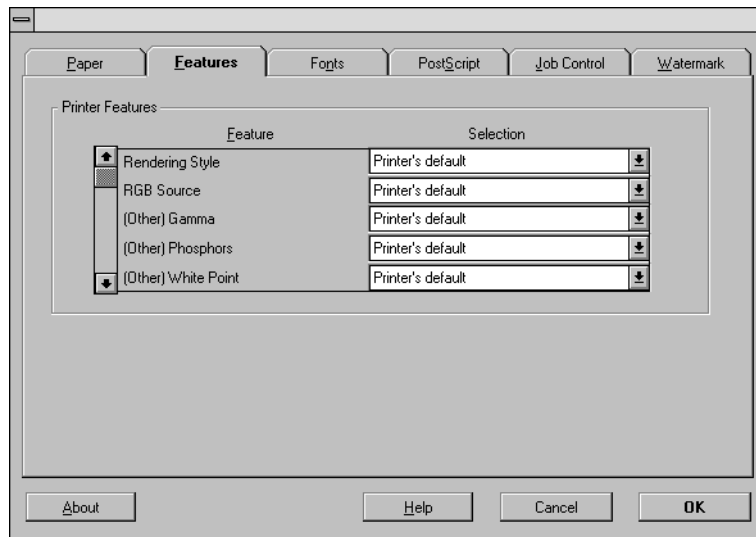 Paper Features Fonts PostScript Job Control Watermark
Printer Features
Feature Selection
Rendering Style Printer's default
RGB Source Printer's default
(Other) Gamma Printer's default
(Other) Phosphors Printer's default
(Other) White Point Printer's default
About Help Cancel OK